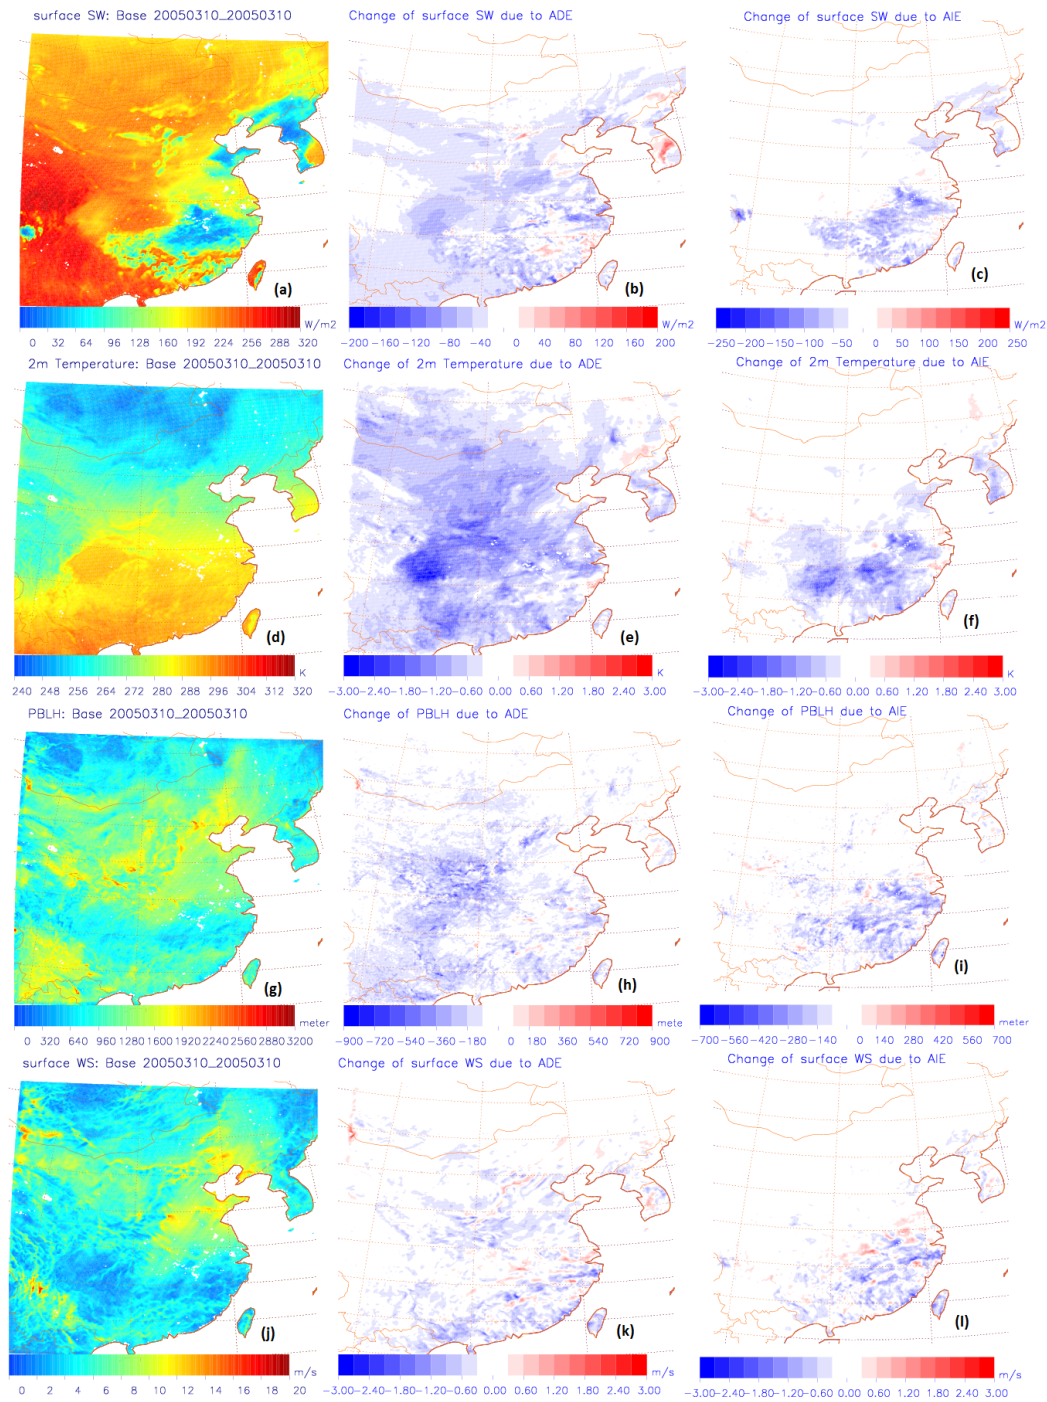 surface SW: Base 20050310_20050310
Change of surface SW due to ADE
Change of surface SW due to AIE
(a)
(b)
(c)
W/m2
W/m2
W/m2
0 32 64 96 128 160 192 224 256 288 320
-200 -160 -120 -80 -40 0 40 80 120 160 200
-250 -200 -150 -100 -50 0 50 100 150 200 250
2m Temperature: Base 20050310_20050310
Change of 2m Temperature due to ADE
Change of 2m Temperature due to AIE
(d)
(e)
(f)
K
K
K
240 248 256 264 272 280 288 296 304 312 320
-3.00 -2.40 -1.80 -1.20 -0.60 0.00 0.60 1.20 1.80 2.40 3.00
-3.00 -2.40 -1.80 -1.20 -0.60 0.00 0.60 1.20 1.80 2.40 3.00
PBLH: Base 20050310_20050310
Change of PBLH due to ADE
Change of PBLH due to AIE
(g)
(h)
(i)
meter
mete
meter
0 320 640 960 1280 1600 1920 2240 2560 2880 3200
-900 -720 -540 -360 -180 0 180 360 540 720 900
-700 -560 -420 -280 -140 0 140 280 420 560 700
surface WS: Base 20050310_20050310
Change of surface WS due to ADE
Change of surface WS due to AIE
(j)
(k)
(l)
m/s
m/s
m/s
0 2 4 6 8 10 12 14 16 18 20
-3.00 -2.40 -1.80 -1.20 -0.60 0.00 0.60 1.20 1.80 2.40 3.00
-3.00 -2.40 -1.80 -1.20 -0.60 0.00 0.60 1.20 1.80 2.40 3.00